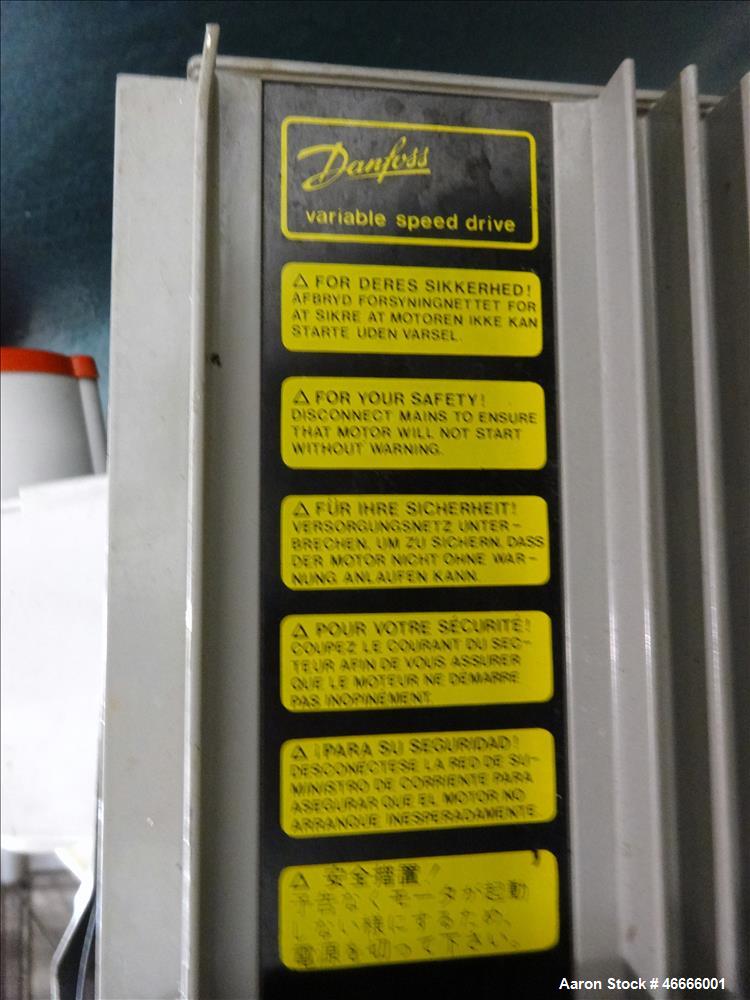 Danfoss
variable speed drive
⚠ FOR DERES SIKKERHED!
AFBRYD FORSYNINGNETTET FOR
AT SIKRE AT MOTOREN IKKE KAN
STARTE UDEN VARSEL.
⚠ FOR YOUR SAFETY!
DISCONNECT MAINS TO ENSURE
THAT MOTOR WILL NOT START
WITHOUT WARNING.
⚠ FÜR IHRE SICHERHEIT!
VERSORGUNGSNETZ UNTER-
BRECHEN, UM ZU SICHERN, DASS
DER MOTOR NICHT OHNE WAR-
NUNG ANLAUFEN KANN.
⚠ POUR VOTRE SÉCURITÉ!
COUPEZ LE COURANT DU SEC-
TEUR AFIN DE VOUS ASSURER
QUE LE MOTEUR NE DEMARRE
PAS INOPINEMENT.
⚠ ¡PARA SU SEGURIDAD!
DESCONECTESE LA RED DE SU-
MINISTRO DE CORRIENTE PARA
ASEGURAR QUE EL MOTOR NO
ARRANQUE INESPERADAMENTE.
⚠ 安全措置!
予告なくモータが起動
しない様にするため、
電源を切って下さい。
Aaron Stock # 46666001